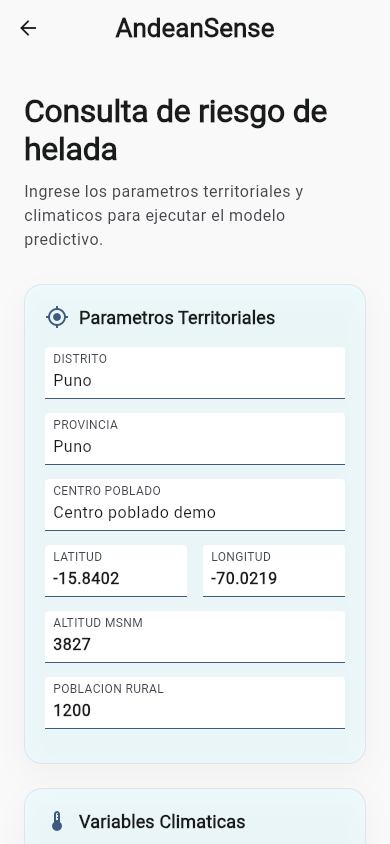 AndeanSense
Consulta de riesgo de
helada
Ingrese los parametros territoriales y
climaticos para ejecutar el modelo
predictivo.
Parametros Territoriales
DISTRITO
Puno
PROVINCIA
Puno
CENTRO POBLADO
Centro poblado demo
LATITUD
-15.8402
LONGITUD
-70.0219
ALTITUD MSNM
3827
POBLACION RURAL
1200
Variables Climaticas